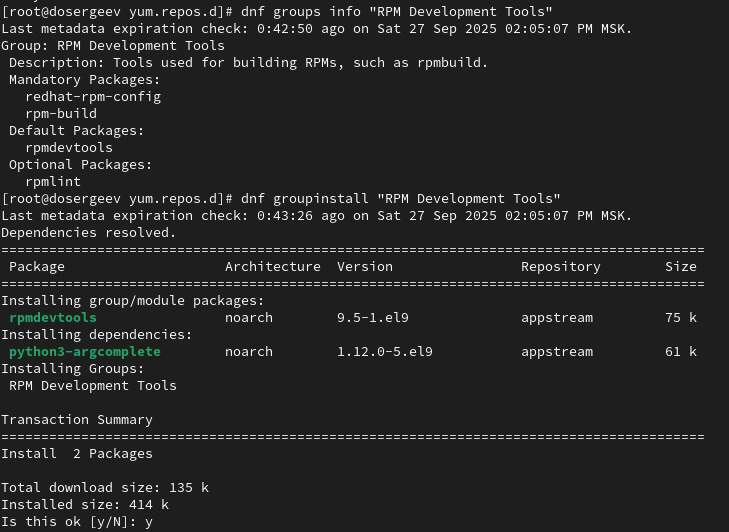 [root@dosergeev yum.repos.d]# dnf groups info "RPM Development Tools"
Last metadata expiration check: 0:42:50 ago on Sat 27 Sep 2025 02:05:07 PM MSK.
Group: RPM Development Tools
 Description: Tools used for building RPMs, such as rpmbuild.
 Mandatory Packages:
   redhat-rpm-config
   rpm-build
 Default Packages:
   rpmdevtools
 Optional Packages:
   rpmlint
[root@dosergeev yum.repos.d]# dnf groupinstall "RPM Development Tools"
Last metadata expiration check: 0:43:26 ago on Sat 27 Sep 2025 02:05:07 PM MSK.
Dependencies resolved.
========================================================================================
 Package                    Architecture  Version                Repository        Size
========================================================================================
Installing group/module packages:
 rpmdevtools                noarch        9.5-1.el9              appstream         75 k
Installing dependencies:
 python3-argcomplete        noarch        1.12.0-5.el9           appstream         61 k
Installing Groups:
 RPM Development Tools

Transaction Summary
========================================================================================
Install  2 Packages

Total download size: 135 k
Installed size: 414 k
Is this ok [y/N]: y